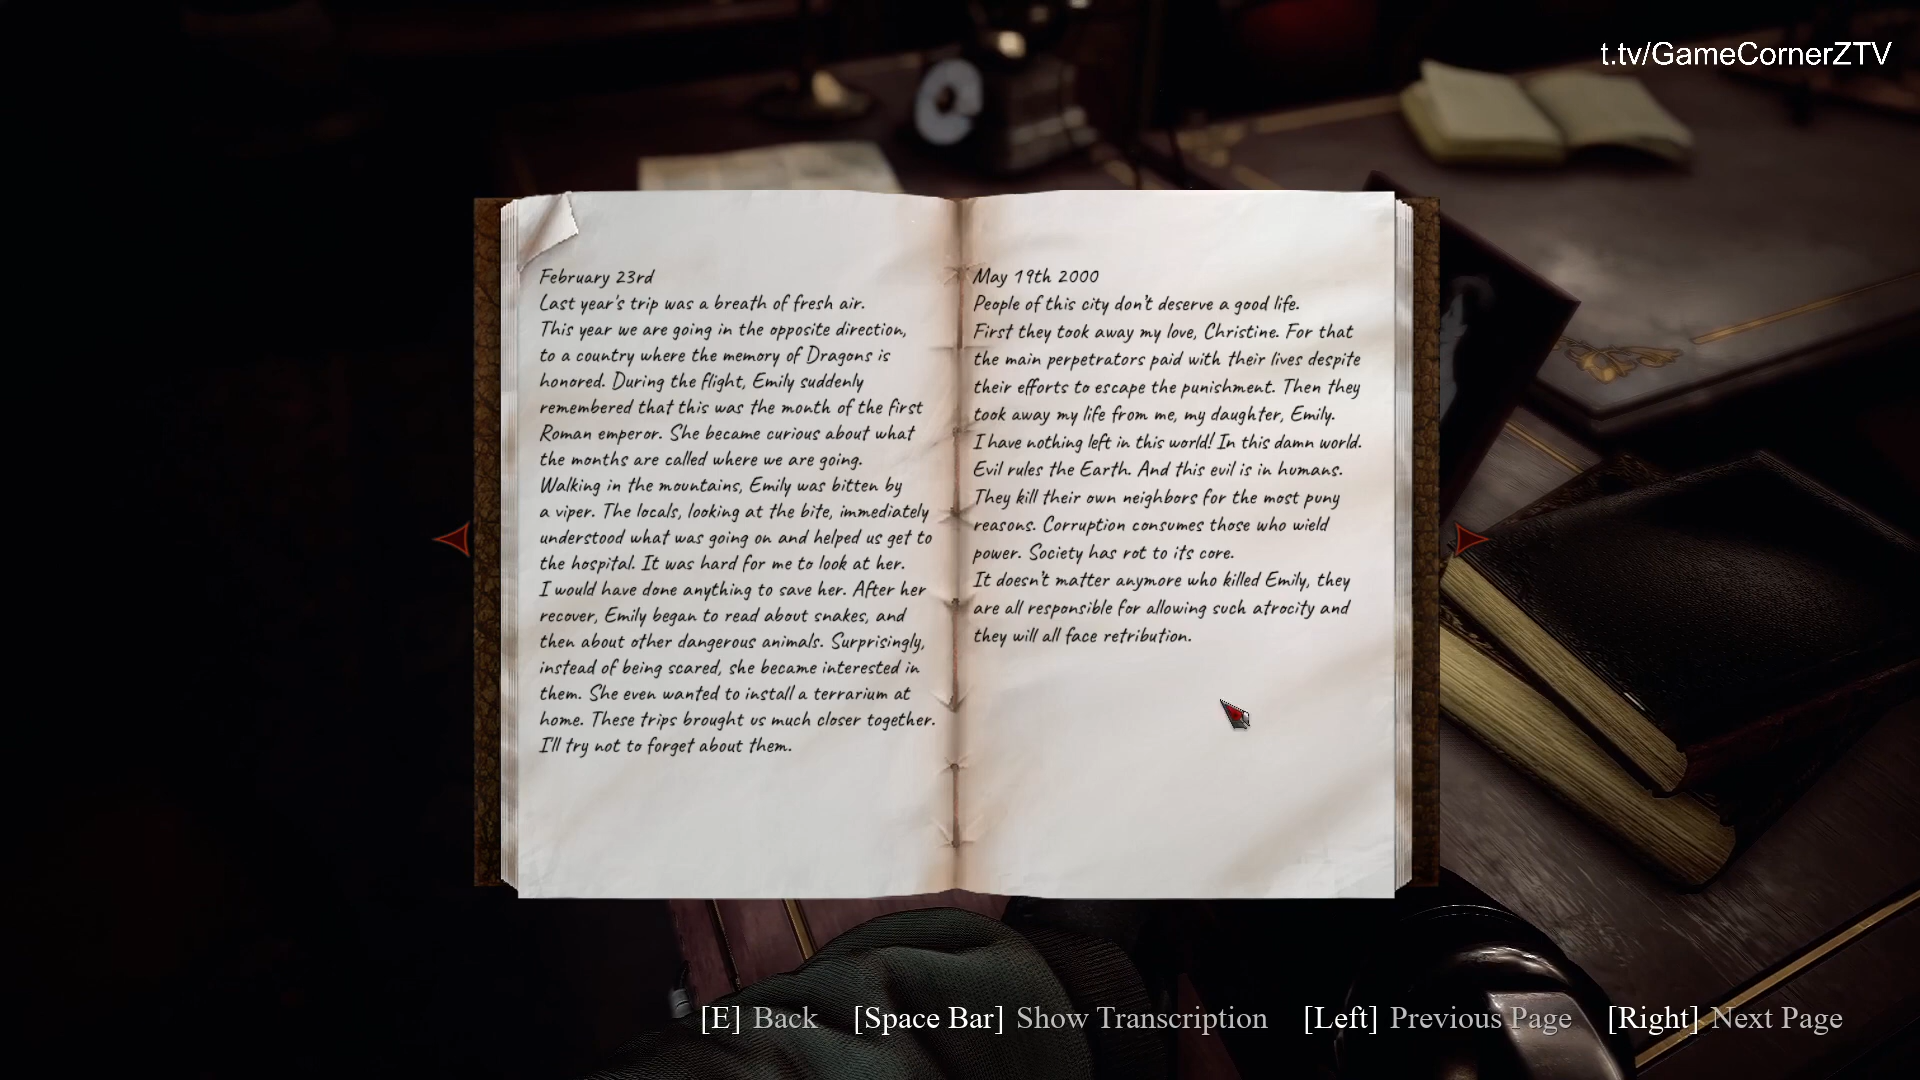 t.tv/GameCornerZTV
February 23rd
Last year's trip was a breath of fresh air.
This year we are going in the opposite direction,
to a country where the memory of Dragons is
honored. During the flight, Emily suddenly
remembered that this was the month of the first
Roman emperor. She became curious about what
the months are called where we are going.
Walking in the mountains, Emily was bitten by
a viper. The locals, looking at the bite, immediately
understood what was going on and helped us get to
the hospital. It was hard for me to look at her.
I would have done anything to save her. After her
recover, Emily began to read about snakes, and
then about other dangerous animals. Surprisingly,
instead of being scared, she became interested in
them. She even wanted to install a terrarium at
home. These trips brought us much closer together.
I'll try not to forget about them.
May 19th 2000
People of this city don't deserve a good life.
First they took away my love, Christine. For that
the main perpetrators paid with their lives despite
their efforts to escape the punishment. Then they
took away my life from me, my daughter, Emily.
I have nothing left in this world! In this damn world.
Evil rules the Earth. And this evil is in humans.
They kill their own neighbors for the most puny
reasons. Corruption consumes those who wield
power. Society has rot to its core.
It doesn't matter anymore who killed Emily, they
are all responsible for allowing such atrocity and
they will all face retribution.
[E] Back [Space Bar] Show Transcription [Left] Previous Page [Right] Next Page